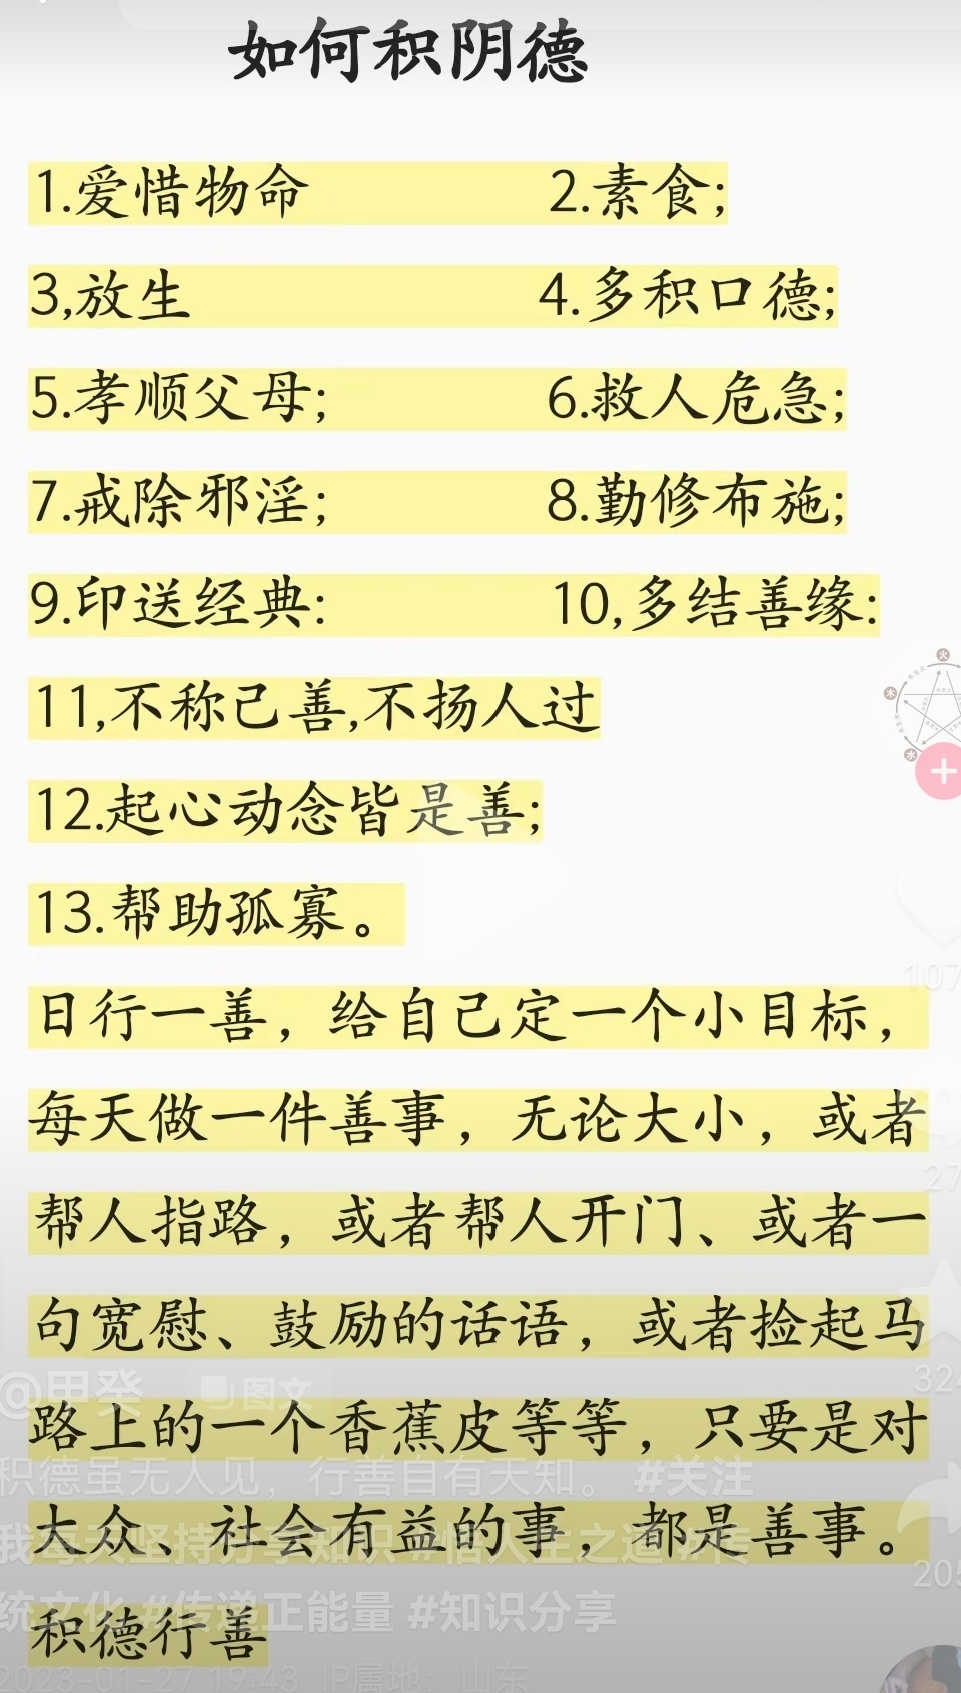 如何积阴德
1.爱惜物命 2.素食;
3,放生 4.多积口德;
5.孝顺父母; 6.救人危急;
7.戒除邪淫; 8.勤修布施;
9.印送经典: 10,多结善缘:
11,不称己善,不扬人过
12.起心动念皆是善;
13.帮助孤寡。
日行一善，给自己定一个小目标，
每天做一件善事，无论大小，或者
帮人指路，或者帮人开门、或者一
句宽慰、鼓励的话语，或者捡起马
@甲癸 图文
路上的一个香蕉皮等等，只要是对
积德虽无人见，行善自有天知。 #关注
大众、社会有益的事，都是善事。
我每天坚持分享知识 #悟人生之道 #传
统文化 #传递正能量 #知识分享
积德行善
2023-01-27 19:43 IP属地：山东
火
木
水
107
27
324
205